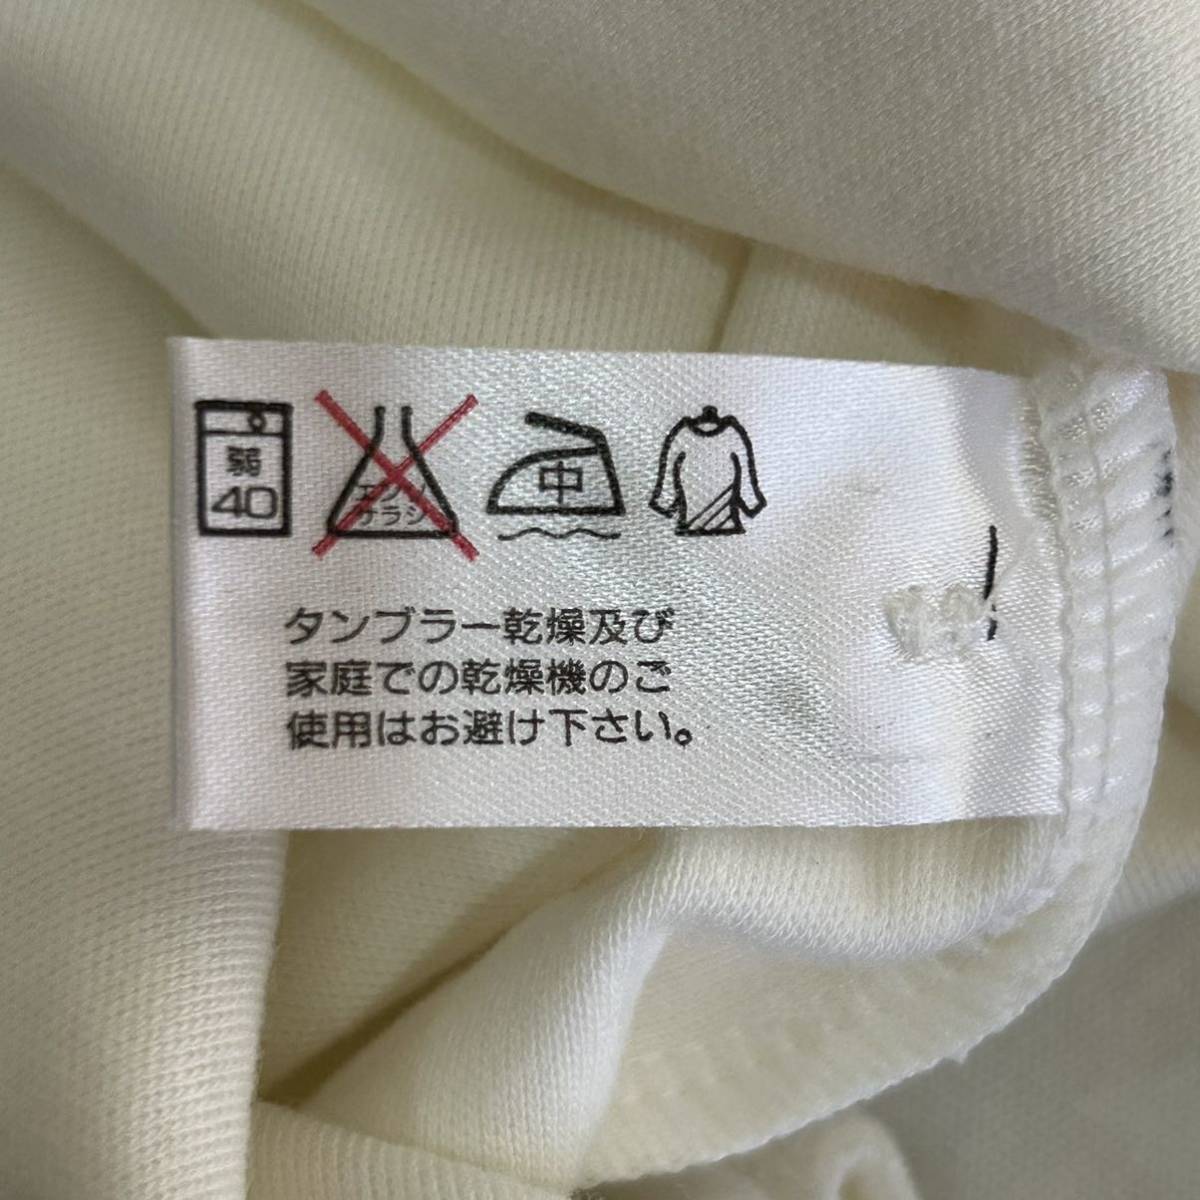 弱 40
エンソ
サラシ
中
タンブラー乾燥及び
家庭での乾燥機のご
使用はお避け下さい。